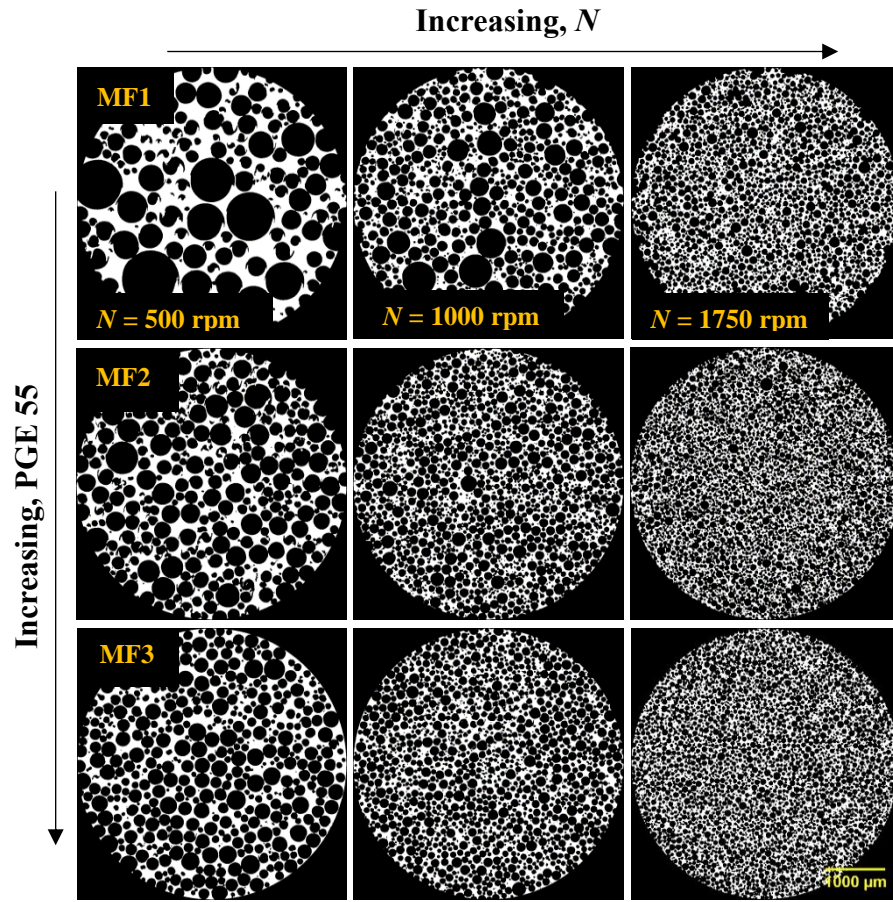 Increasing, N
Increasing, PGE 55
MF1
N = 500 rpm
N = 1000 rpm
N = 1750 rpm
MF2
MF3
1000 µm